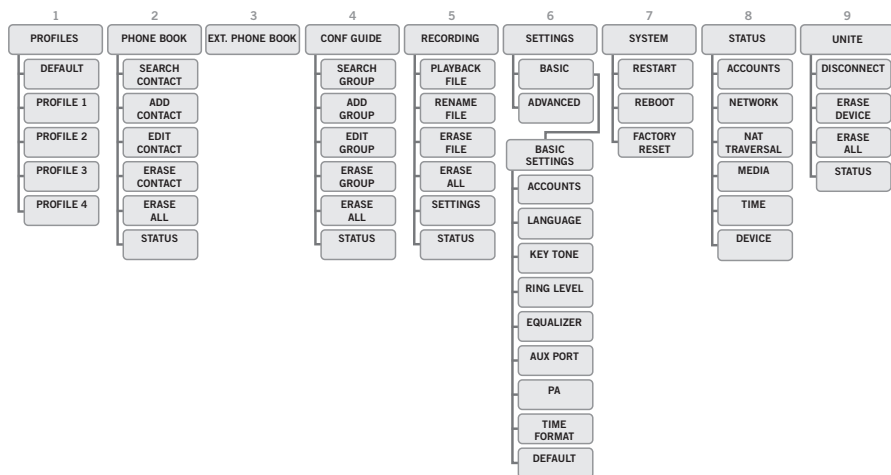 1
2
3
4
5
6
7
8
9
PROFILES
PHONE BOOK
EXT. PHONE BOOK
CONF GUIDE
RECORDING
SETTINGS
SYSTEM
STATUS
UNITE
DEFAULT
PROFILE 1
PROFILE 2
PROFILE 3
PROFILE 4
SEARCH
CONTACT
ADD
CONTACT
EDIT
CONTACT
ERASE
CONTACT
ERASE
ALL
STATUS
SEARCH
GROUP
ADD
GROUP
EDIT
GROUP
ERASE
GROUP
ERASE
ALL
STATUS
PLAYBACK
FILE
RENAME
FILE
ERASE
FILE
ERASE
ALL
SETTINGS
STATUS
BASIC
ADVANCED
BASIC
SETTINGS
ACCOUNTS
LANGUAGE
KEY TONE
RING LEVEL
EQUALIZER
AUX PORT
PA
TIME
FORMAT
DEFAULT
RESTART
REBOOT
FACTORY
RESET
ACCOUNTS
NETWORK
NAT
TRAVERSAL
MEDIA
TIME
DEVICE
DISCONNECT
ERASE
DEVICE
ERASE
ALL
STATUS